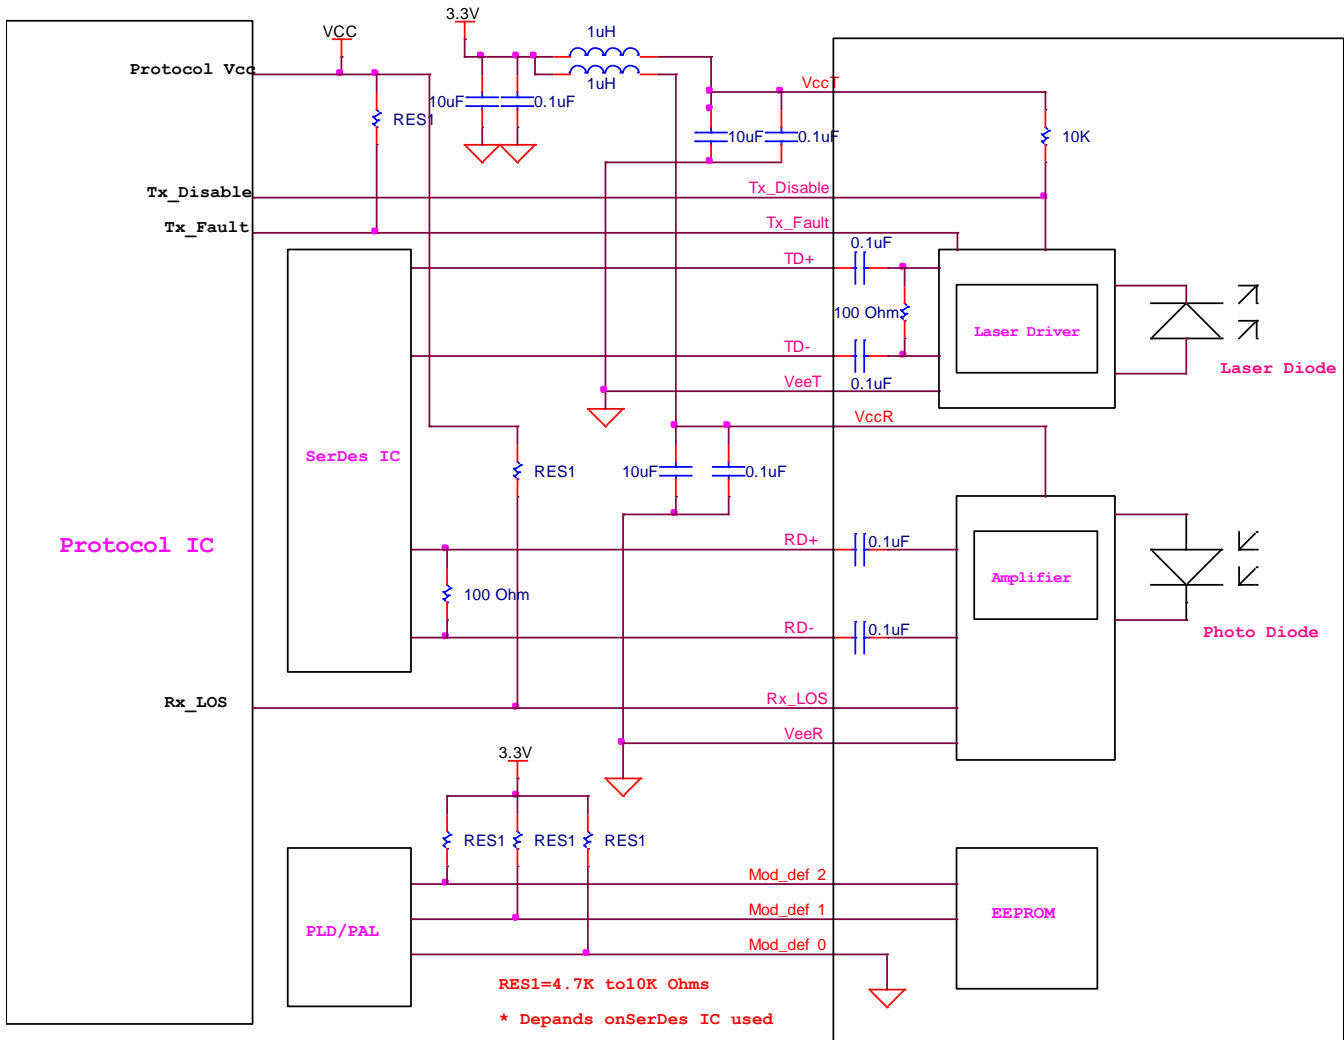 3.3V
1uH
VCC
Protocol Vcc
1uH
VccT
10uF
0.1uF
RES1
10uF
0.1uF
10K
Tx_Disable
Tx_Disable
Tx_Fault
Tx_Fault
0.1uF
TD+
100 Ohm
Laser Driver
TD-
Laser Diode
VeeT
0.1uF
VccR
SerDes IC
RES1
10uF
0.1uF
Protocol IC
RD+
0.1uF
Amplifier
100 Ohm
RD-
0.1uF
Photo Diode
Rx_LOS
Rx_LOS
VeeR
3.3V
RES1
RES1
RES1
Mod_def 2
Mod_def 1
EEPROM
PLD/PAL
Mod_def 0
RES1=4.7K to10K Ohms
* Depands onSerDes IC used